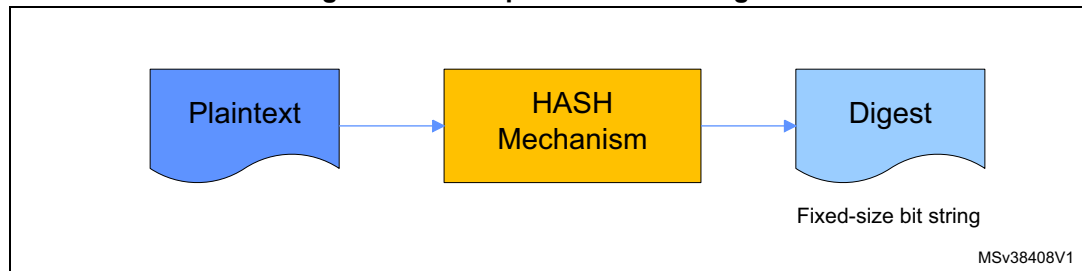 Plaintext
HASH
Mechanism
Digest
Fixed-size bit string
MSv38408V1